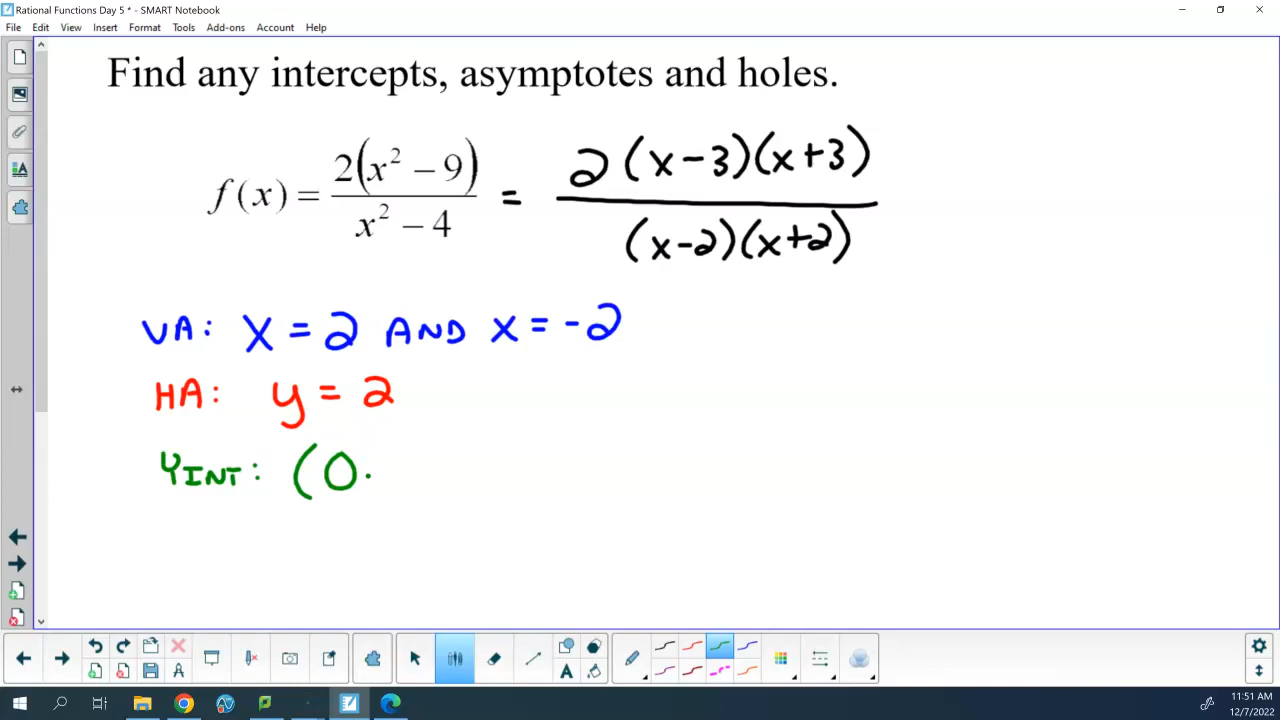 Rational Functions Day 5 * - SMART Notebook
File Edit View Insert Format Tools Add-ons Account Help
Find any intercepts, asymptotes and holes.
f(x) = 2(x² − 9) / x² − 4 = 2(x-3)(x+3) / (x-2)(x+2)
VA: X = 2 AND X = -2
HA: y = 2
YINT: (0.
A
11:51 AM
12/7/2022